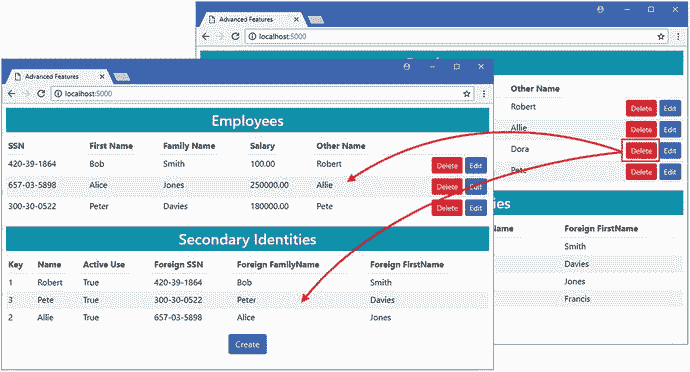 Advanced Features
localhost:5000
Other Name
Robert Delete Edit
Allie Delete Edit
Dora Delete Edit
Pete Delete Edit
ies
Foreign FirstName
Smith
Davies
Jones
Francis
Advanced Features
localhost:5000
Employees
SSN First Name Family Name Salary Other Name
420-39-1864 Bob Smith 100.00 Robert Delete Edit
657-03-5898 Alice Jones 250000.00 Allie Delete Edit
300-30-0522 Peter Davies 180000.00 Pete Delete Edit
Secondary Identities
Key Name Active Use Foreign SSN Foreign FamilyName Foreign FirstName
1 Robert True 420-39-1864 Bob Smith
3 Pete True 300-30-0522 Peter Davies
2 Allie True 657-03-5898 Alice Jones
Create